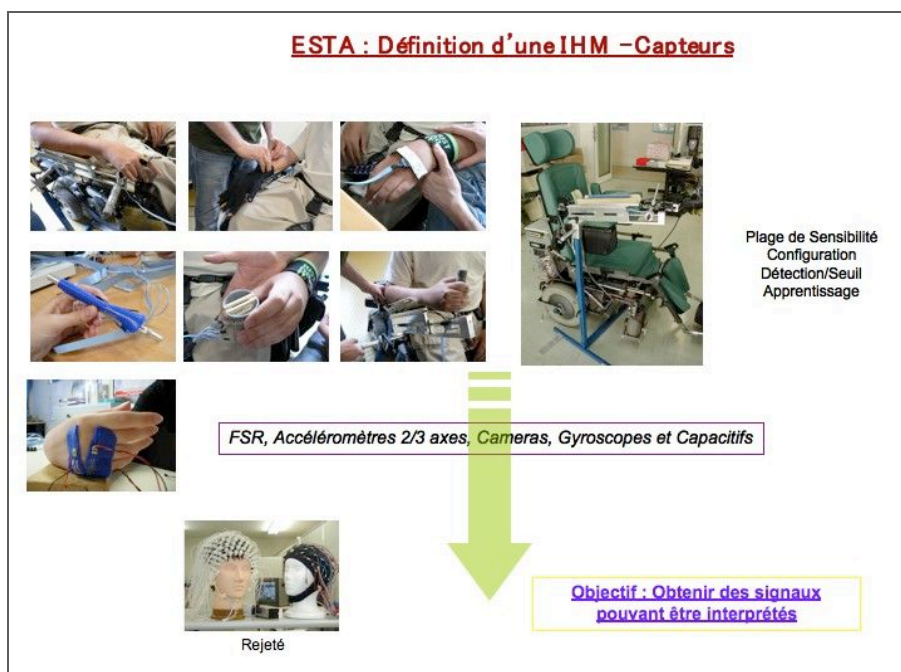 ESTA : Définition d'une IHM – Capteurs
Plage de Sensibilité
Configuration
Détection/Seuil
Apprentissage
FSR, Accéléromètres 2/3 axes, Cameras, Gyroscopes et Capacitifs
Rejeté
Objectif : Obtenir des signaux
pouvant être interprétés